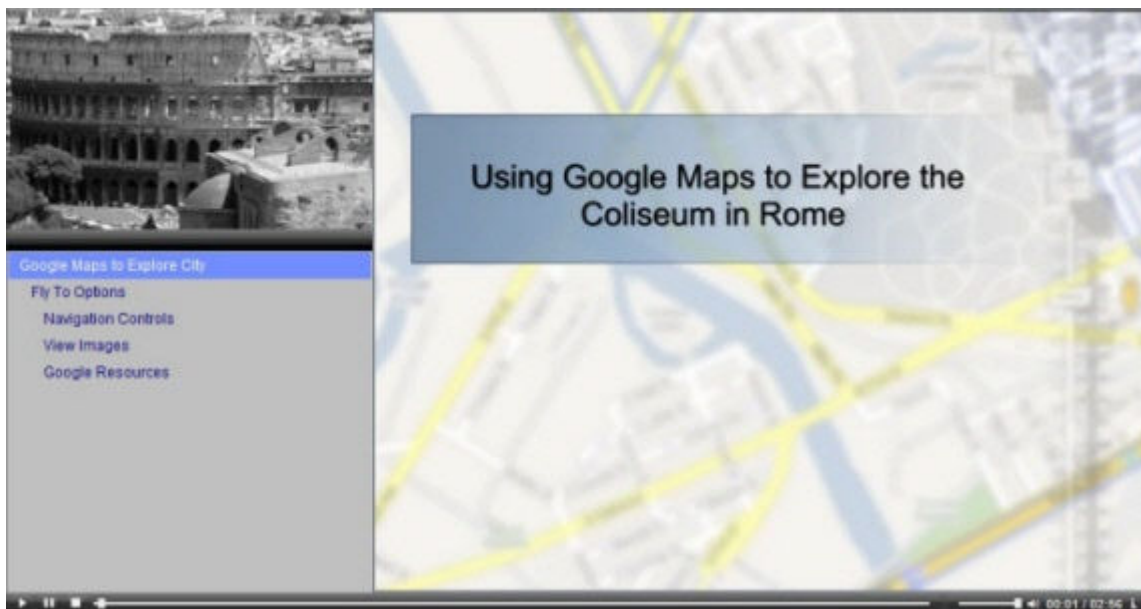 Google Maps to Explore City
Fly To Options
Navigation Controls
View Images
Google Resources
Using Google Maps to Explore the
Coliseum in Rome
00:01 / 02:56